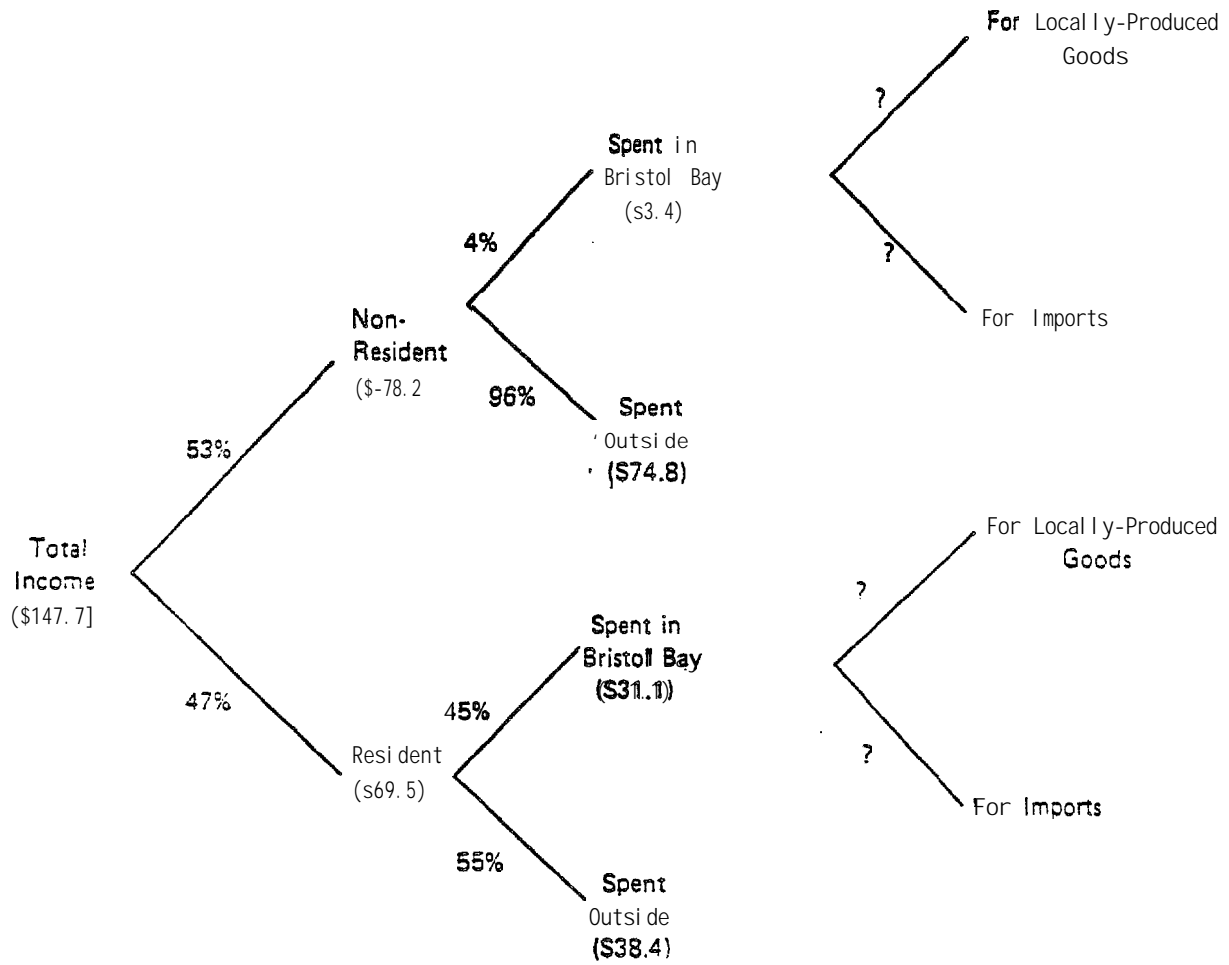 For Locally-Produced
Goods
?
Spent in
Bristol Bay
(s3.4)
4%
?
For Imports
Non-
Resident
($-78.2
96%
Spent
Outside
(S74.8)
53%
Total
Income
($147.7]
For Locally-Produced
Goods
?
Spent in
Bristol Bay
(S31.1)
47%
45%
Resident
(s69.5)
?
For Imports
55%
Spent
Outside
(S38.4)